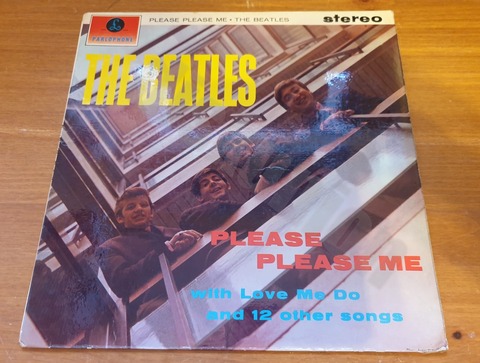 PARLOPHONE
PLEASE PLEASE ME • THE BEATLES
stereo
THE BEATLES
PLEASE
PLEASE ME
with Love Me Do
and 12 other songs